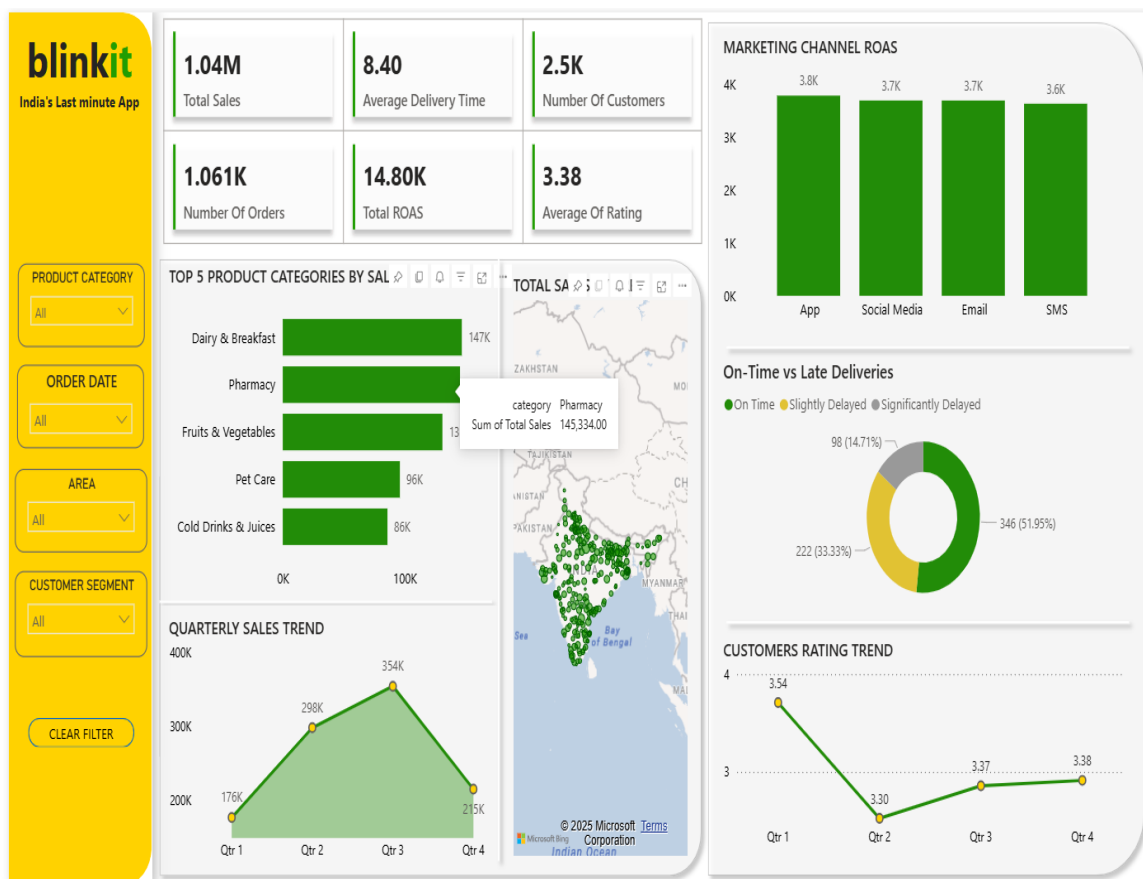 blinkit
India's Last minute App
PRODUCT CATEGORY
All
ORDER DATE
All
AREA
All
CUSTOMER SEGMENT
All
CLEAR FILTER
1.04M
Total Sales
8.40
Average Delivery Time
2.5K
Number Of Customers
1.061K
Number Of Orders
14.80K
Total ROAS
3.38
Average Of Rating
TOP 5 PRODUCT CATEGORIES BY SAL
Dairy & Breakfast
147K
Pharmacy
Fruits & Vegetables
13
Pet Care
96K
Cold Drinks & Juices
86K
0K
100K
category Pharmacy
Sum of Total Sales 145,334.00
TOTAL SA
ZAKHSTAN
MO
TAJIKISTAN
CH
ANISTAN
PAKISTAN
MYANMAR
THAI
Sea
Bay
of Bengal
MAL
© 2025 Microsoft Terms
Corporation
Microsoft Bing
Indian Ocean
QUARTERLY SALES TREND
400K
300K
200K
176K
298K
354K
215K
Qtr 1
Qtr 2
Qtr 3
Qtr 4
MARKETING CHANNEL ROAS
4K
3K
2K
1K
0K
3.8K
3.7K
3.7K
3.6K
App
Social Media
Email
SMS
On-Time vs Late Deliveries
On Time Slightly Delayed Significantly Delayed
98 (14.71%)
346 (51.95%)
222 (33.33%)
CUSTOMERS RATING TREND
4
3
3.54
3.30
3.37
3.38
Qtr 1
Qtr 2
Qtr 3
Qtr 4